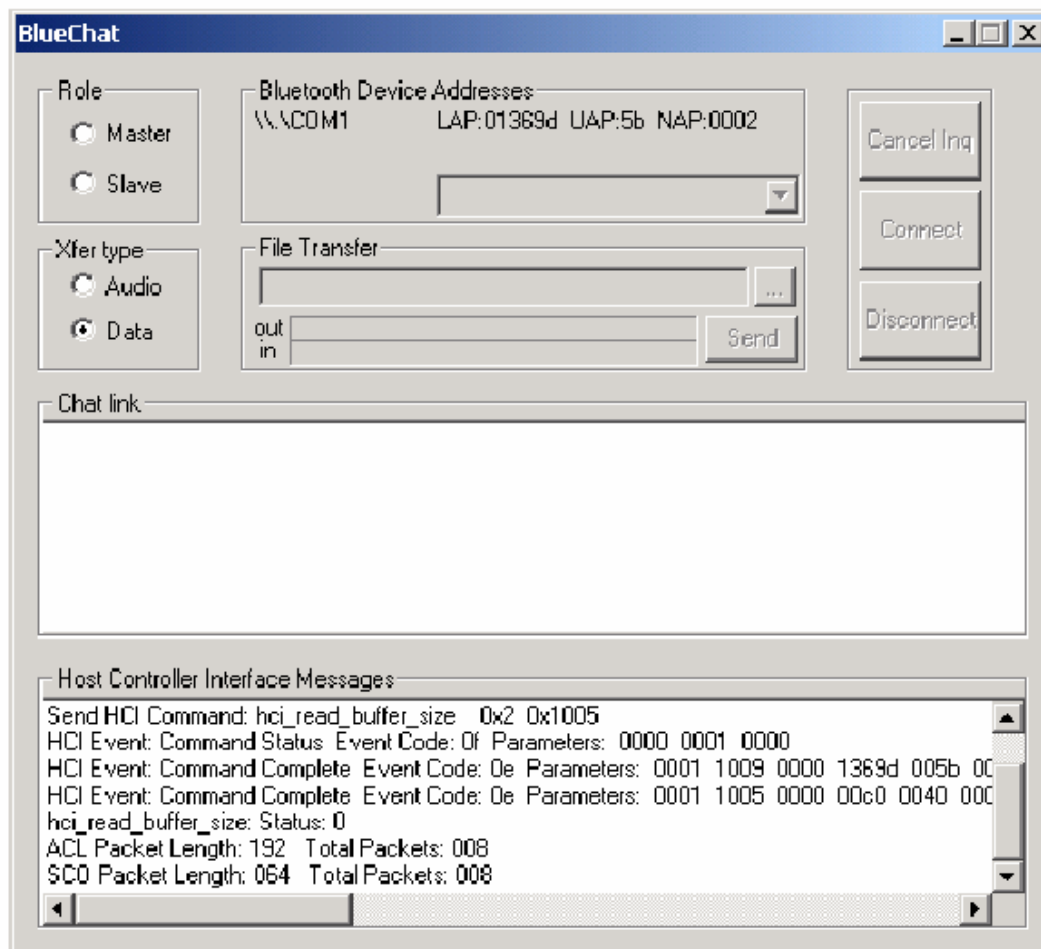 BlueChat
Role
Master
Slave
Bluetooth Device Addresses
\\.\COM1 LAP:01369d UAP:5b NAP:0002
Cancel Inq
Connect
Disconnect
Xfer type
Audio
Data
File Transfer
...
out
in
Send
Chat link
Host Controller Interface Messages
Send HCI Command: hci_read_buffer_size 0x2 0x1005
HCI Event: Command Status Event Code: 0f Parameters: 0000 0001 0000
HCI Event: Command Complete Event Code: 0e Parameters: 0001 1009 0000 1369d 005b 00
HCI Event: Command Complete Event Code: 0e Parameters: 0001 1005 0000 00c0 0040 000
hci_read_buffer_size: Status: 0
ACL Packet Length: 192 Total Packets: 008
SCO Packet Length: 064 Total Packets: 008